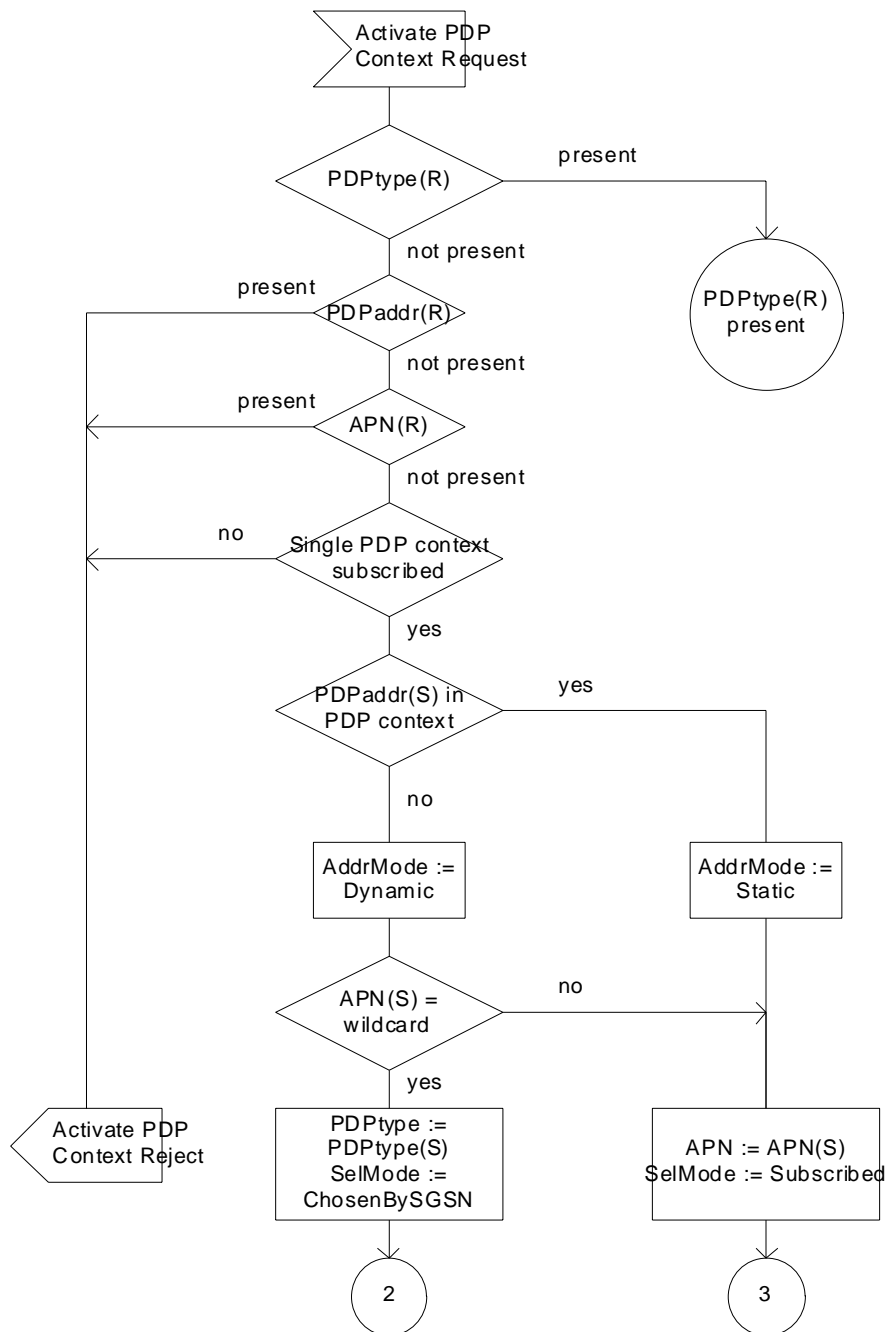 Activate PDP
Context Request
PDPtype(R)
present
not present
PDPtype(R)
present
present
PDPaddr(R)
not present
present
APN(R)
not present
no
Single PDP context
subscribed
yes
PDPaddr(S) in
PDP context
yes
no
AddrMode :=
Dynamic
AddrMode :=
Static
APN(S) =
wildcard
no
yes
Activate PDP
Context Reject
PDPtype :=
PDPtype(S)
SelMode :=
ChosenBySGSN
APN := APN(S)
SelMode := Subscribed
2
3